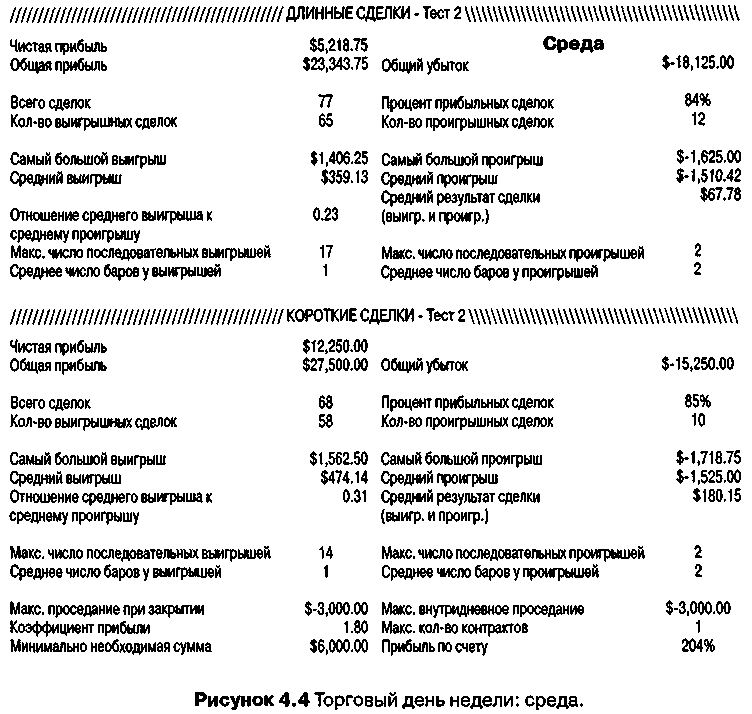 //////////////////////////////////////////////// ДЛИННЫЕ СДЕЛКИ - Тест 2 \\\\\\\\\\\\\\\\\\\\\\\\\\\\\\\\\\\\\\\\\\\\\\\\
Среда
Чистая прибыль $5,218.75
Общая прибыль $23,343.75 Общий убыток $-18,125.00
Всего сделок 77 Процент прибыльных сделок 84%
Кол-во выигрышных сделок 65 Кол-во проигрышных сделок 12
Самый большой выигрыш $1,406.25 Самый большой проигрыш $-1,625.00
Средний выигрыш $359.13 Средний проигрыш $-1,510.42
Средний результат сделки $67.78
Отношение среднего выигрыша к 0.23 (выигр. и проигр.)
среднему проигрышу
Макс. число последовательных выигрышей 17 Макс. число последовательных проигрышей 2
Среднее число баров у выигрышей 1 Среднее число баров у проигрышей 2
//////////////////////////////////////////////// КОРОТКИЕ СДЕЛКИ - Тест 2 \\\\\\\\\\\\\\\\\\\\\\\\\\\\\\\\\\\\\\\\\\\\\\\\
Чистая прибыль $12,250.00
Общая прибыль $27,500.00 Общий убыток $-15,250.00
Всего сделок 68 Процент прибыльных сделок 85%
Кол-во выигрышных сделок 58 Кол-во проигрышных сделок 10
Самый большой выигрыш $1,562.50 Самый большой проигрыш $-1,718.75
Средний выигрыш $474.14 Средний проигрыш $-1,525.00
Отношение среднего выигрыша к 0.31 Средний результат сделки $180.15
среднему проигрышу (выигр. и проигр.)
Макс. число последовательных выигрышей 14 Макс. число последовательных проигрышей 2
Среднее число баров у выигрышей 1 Среднее число баров у проигрышей 2
Макс. проседание при закрытии $-3,000.00 Макс. внутридневное проседание $-3,000.00
Коэффициент прибыли 1.80 Макс. кол-во контрактов 1
Минимально необходимая сумма $6,000.00 Прибыль по счету 204%
Рисунок 4.4 Торговый день недели: среда.